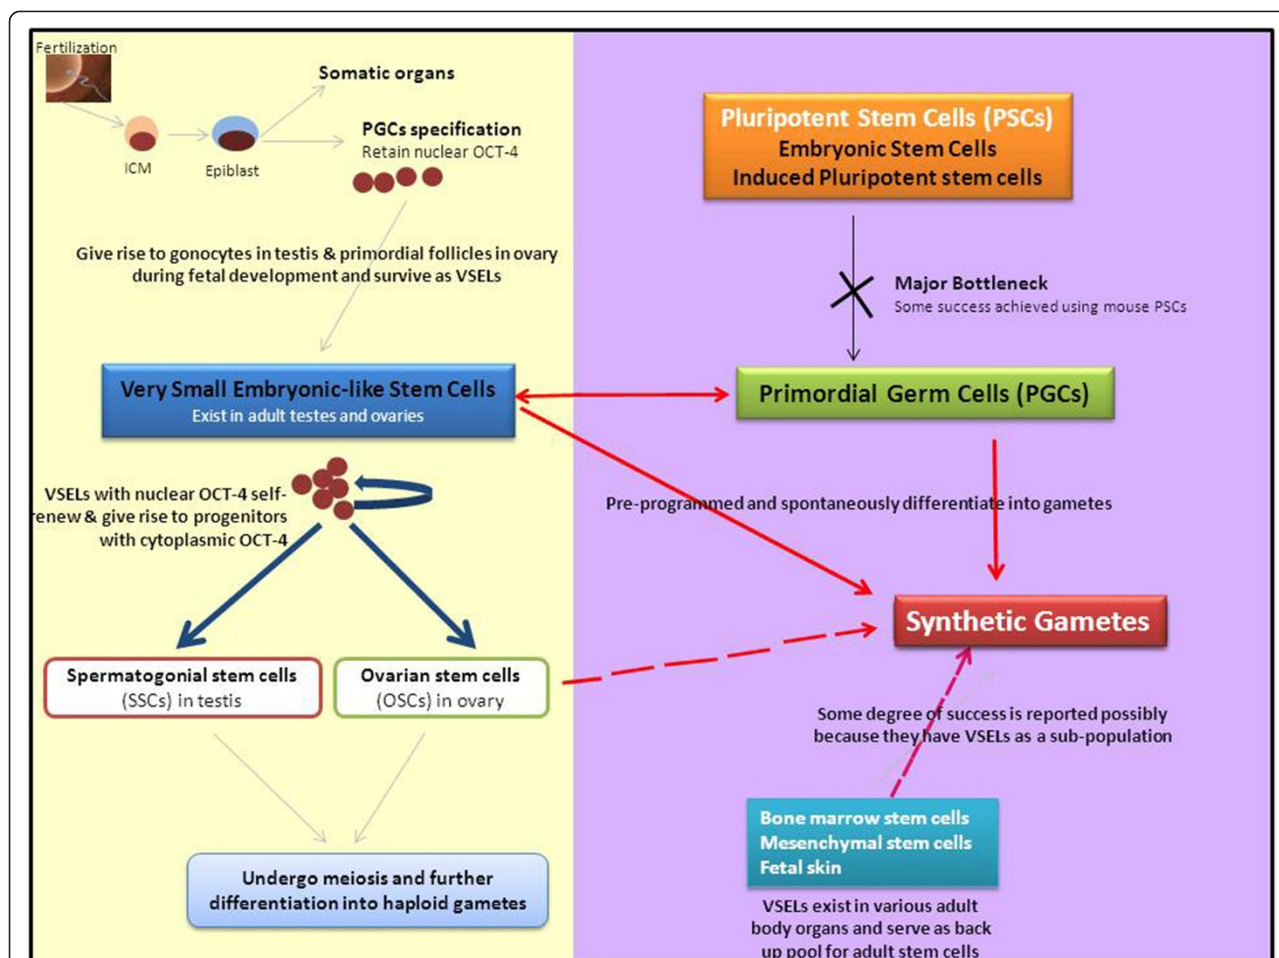 Fertilization
Somatic organs
PGCs specification
Retain nuclear OCT-4
ICM
Epiblast
Give rise to gonocytes in testis & primordial follicles in ovary
during fetal development and survive as VSELs
Very Small Embryonic-like Stem Cells
Exist in adult testes and ovaries
VSELs with nuclear OCT-4 self-
renew & give rise to progenitors
with cytoplasmic OCT-4
Spermatogonial stem cells
(SSCs) in testis
Ovarian stem cells
(OSCs) in ovary
Undergo meiosis and further
differentiation into haploid gametes
Pluripotent Stem Cells (PSCs)
Embryonic Stem Cells
Induced Pluripotent stem cells
Major Bottleneck
Some success achieved using mouse PSCs
Primordial Germ Cells (PGCs)
Pre-programmed and spontaneously differentiate into gametes
Synthetic Gametes
Some degree of success is reported possibly
because they have VSELs as a sub-population
Bone marrow stem cells
Mesenchymal stem cells
Fetal skin
VSELs exist in various adult
body organs and serve as back
up pool for adult stem cells